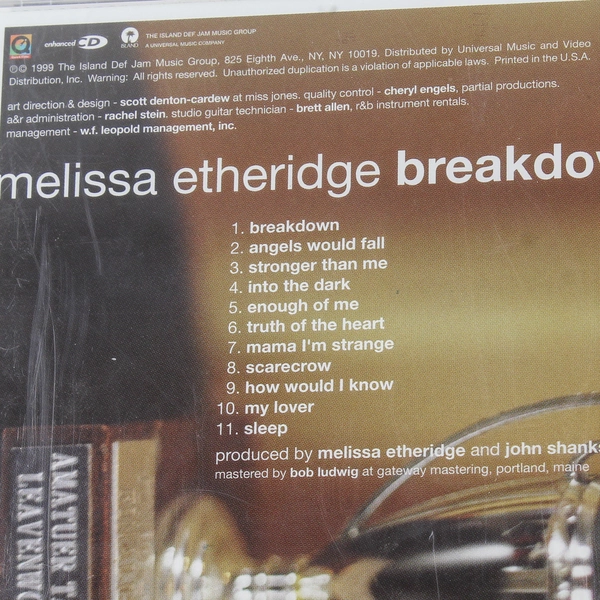 enhanced CD ISLAND THE ISLAND DEF JAM MUSIC GROUP
A UNIVERSAL MUSIC COMPANY
℗© 1999 The Island Def Jam Music Group, 825 Eighth Ave., NY, NY 10019. Distributed by Universal Music and Video
Distribution, Inc. Warning: All rights reserved. Unauthorized duplication is a violation of applicable laws. Printed in the U.S.A.
art direction & design - scott denton-cardew at miss jones. quality control - cheryl engels, partial productions.
a&r administration - rachel stein. studio guitar technician - brett allen, r&b instrument rentals.
management - w.f. leopold management, inc.
melissa etheridge breakdo
1. breakdown
2. angels would fall
3. stronger than me
4. into the dark
5. enough of me
6. truth of the heart
7. mama I'm strange
8. scarecrow
9. how would I know
10. my lover
11. sleep
produced by melissa etheridge and john shanks
mastered by bob ludwig at gateway mastering, portland, maine
AMATUER T
LEAVENWO